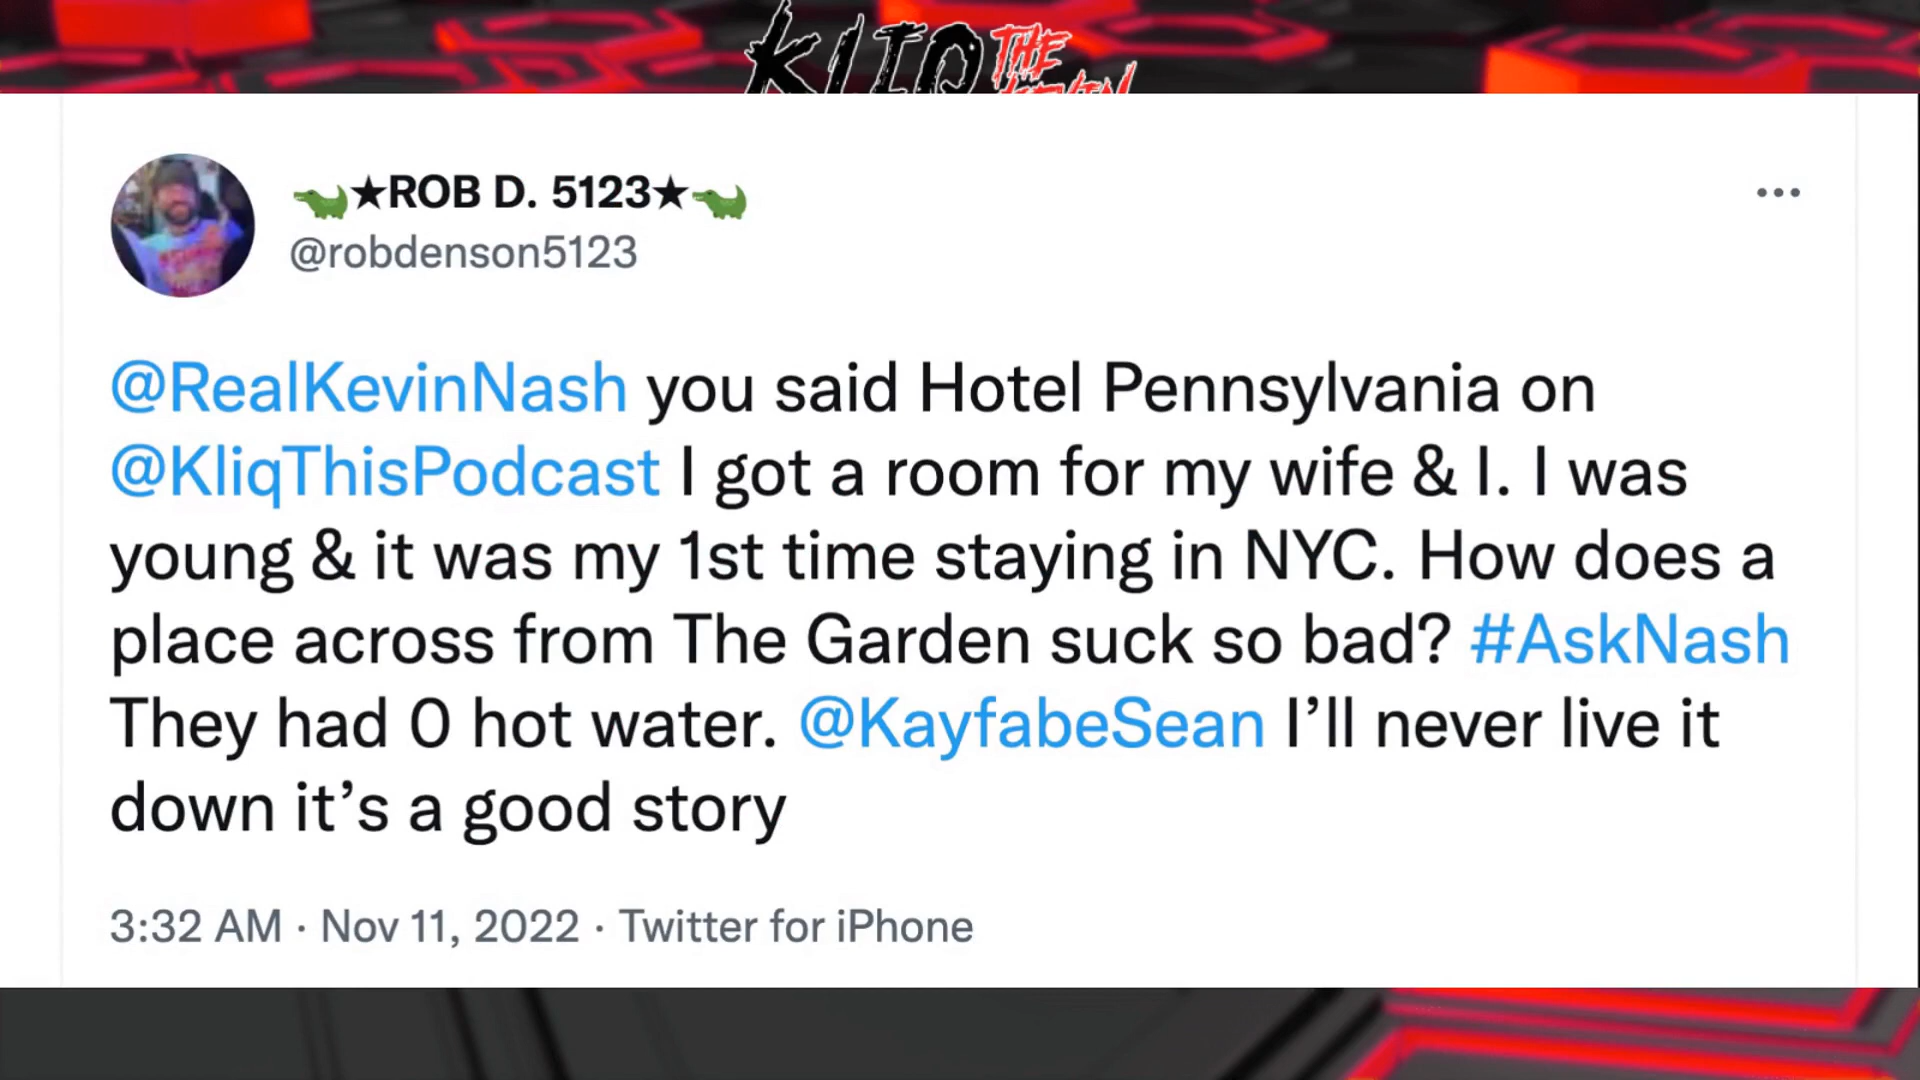 KLIQ THE
🐊★ROB D. 5123★🐊
@robdenson5123
@RealKevinNash you said Hotel Pennsylvania on
@KliqThisPodcast I got a room for my wife & I. I was
young & it was my 1st time staying in NYC. How does a
place across from The Garden suck so bad? #AskNash
They had 0 hot water. @KayfabeSean I’ll never live it
down it’s a good story
3:32 AM · Nov 11, 2022 · Twitter for iPhone